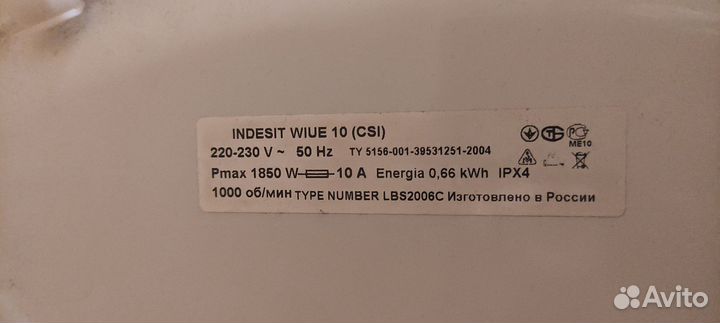 INDESIT WIUE 10 (CSI)
220-230 V ~ 50 Hz TY 5156-001-39531251-2004
Pmax 1850 W 10 A Energia 0,66 kWh IPX4
1000 об/мин TYPE NUMBER LBS2006C Изготовлено в России
ME10
Avito